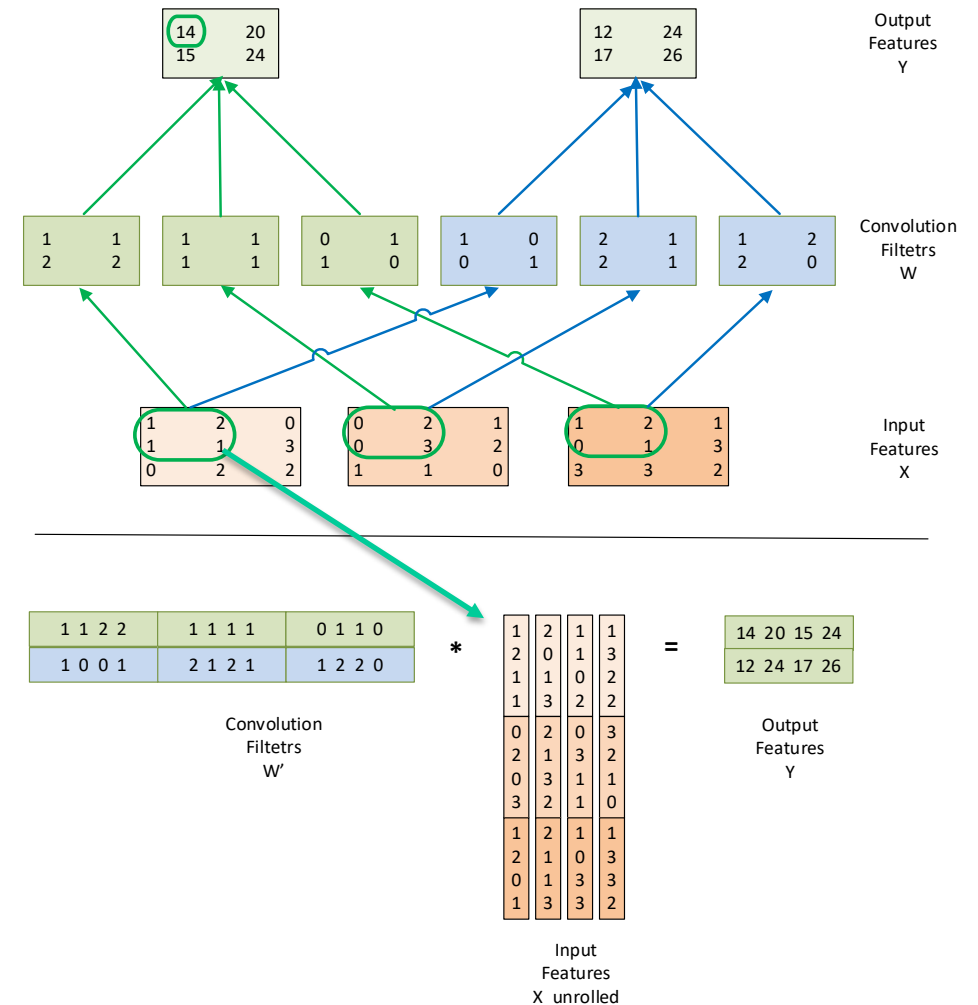 14 20
15 24
12 24
17 26
Output
Features
Y
1 1
2 2
1 1
1 1
0 1
1 0
1 0
0 1
2 1
2 1
1 2
2 0
Convolution
Filtetrs
W
1 2 0
1 1 3
0 2 2
0 2 1
0 3 2
1 1 0
1 2 1
0 1 3
3 3 2
Input
Features
X
1 1 2 2 1 1 1 1 0 1 1 0
1 0 0 1 2 1 2 1 1 2 2 0
Convolution
Filtetrs
W’
*
1 2 1 1
2 0 1 3
1 1 0 2
1 3 2 2
0 2 0 3
2 1 3 2
0 3 1 1
3 2 1 0
1 2 1 1
2 1 0 3
0 1 3 3
1 3 3 2
Input
Features
X unrolled
=
14 20 15 24
12 24 17 26
Output
Features
Y